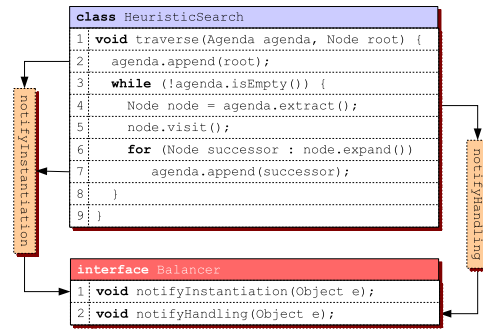 class HeuristicSearch
1 void traverse(Agenda agenda, Node root) {
2 agenda.append(root);
3 while (!agenda.isEmpty()) {
4 Node node = agenda.extract();
5 node.visit();
6 for (Node successor : node.expand())
7 agenda.append(successor);
8 }
9 }
notifyInstantiation
notifyHandling
interface Balancer
1 void notifyInstantiation(Object e);
2 void notifyHandling(Object e);